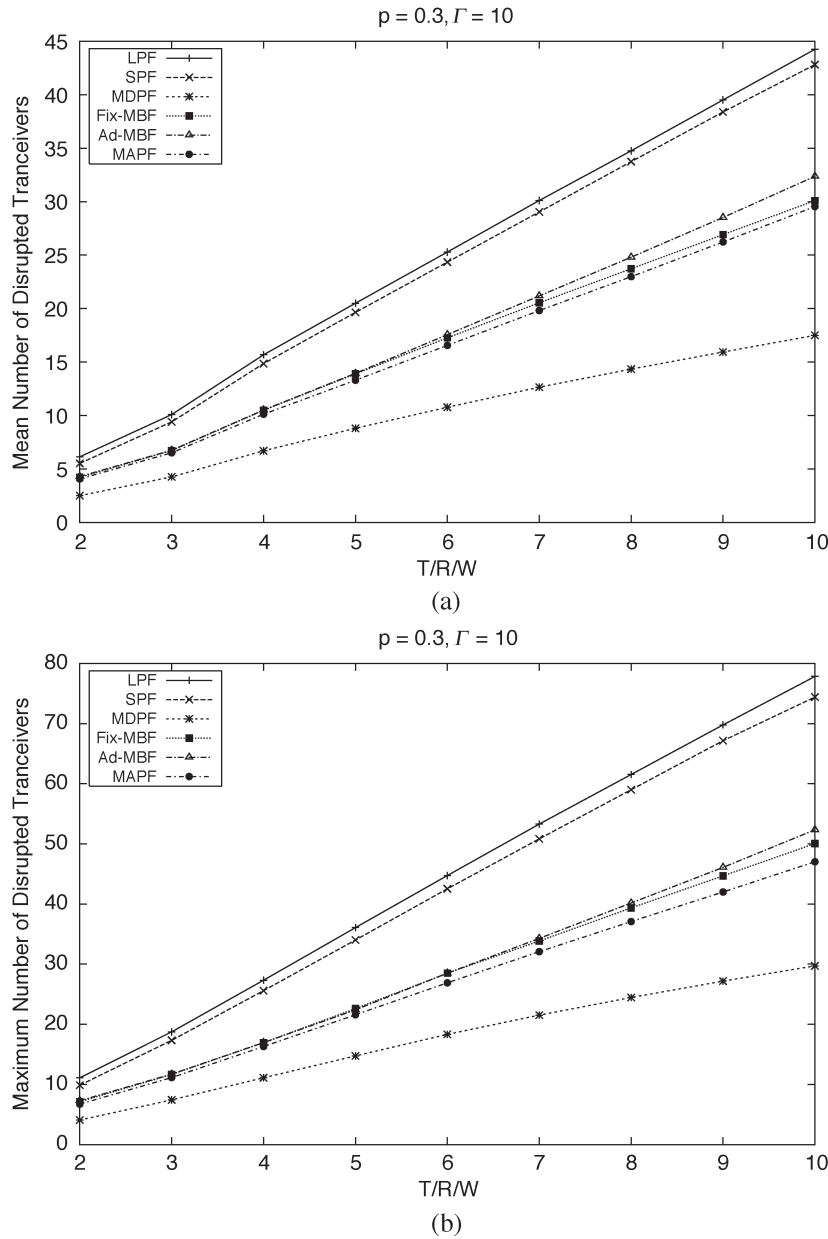 p = 0.3, Γ = 10
Mean Number of Disrupted Tranceivers
45
40
35
30
25
20
15
10
5
0
LPF
SPF
MDPF
Fix-MBF
Ad-MBF
MAPF
2 3 4 5 6 7 8 9 10
T/R/W
(a)
p = 0.3, Γ = 10
Maximum Number of Disrupted Tranceivers
80
70
60
50
40
30
20
10
0
LPF
SPF
MDPF
Fix-MBF
Ad-MBF
MAPF
2 3 4 5 6 7 8 9 10
T/R/W
(b)